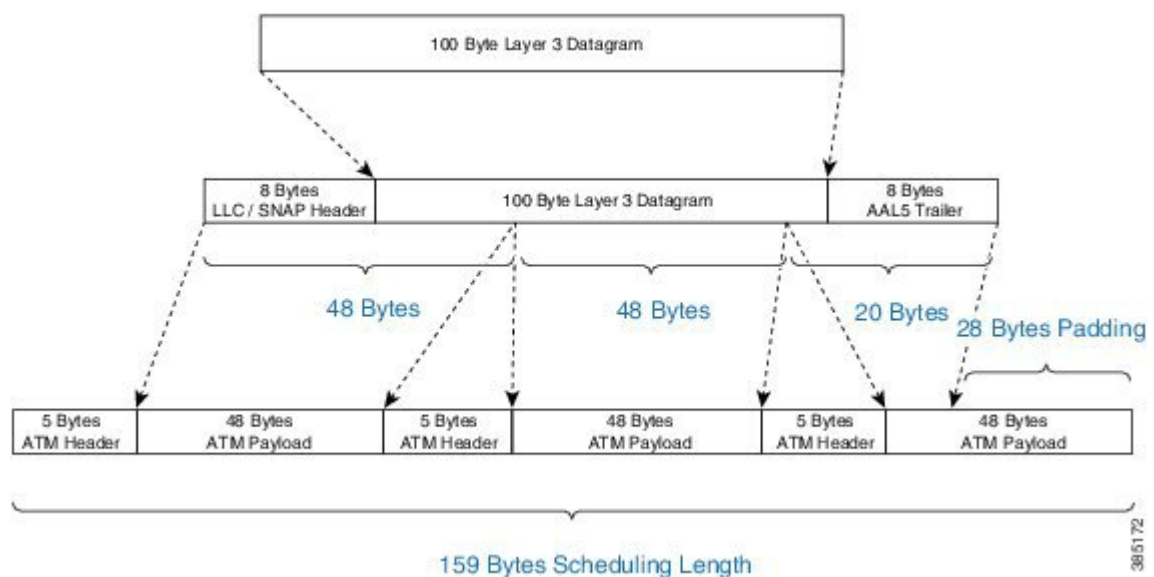 100 Byte Layer 3 Datagram
8 Bytes
LLC / SNAP Header
100 Byte Layer 3 Datagram
8 Bytes
AAL5 Trailer
48 Bytes
48 Bytes
20 Bytes
28 Bytes Padding
5 Bytes
ATM Header
48 Bytes
ATM Payload
5 Bytes
ATM Header
48 Bytes
ATM Payload
5 Bytes
ATM Header
48 Bytes
ATM Payload
159 Bytes Scheduling Length
385172